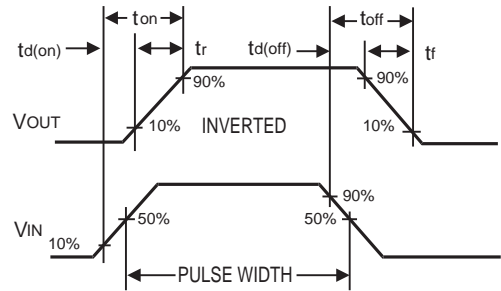 ton toff
td(on) tr td(off) tf
90% 90%
VOUT 10% INVERTED 10%
90%
50% 50%
VIN 10%
PULSE WIDTH